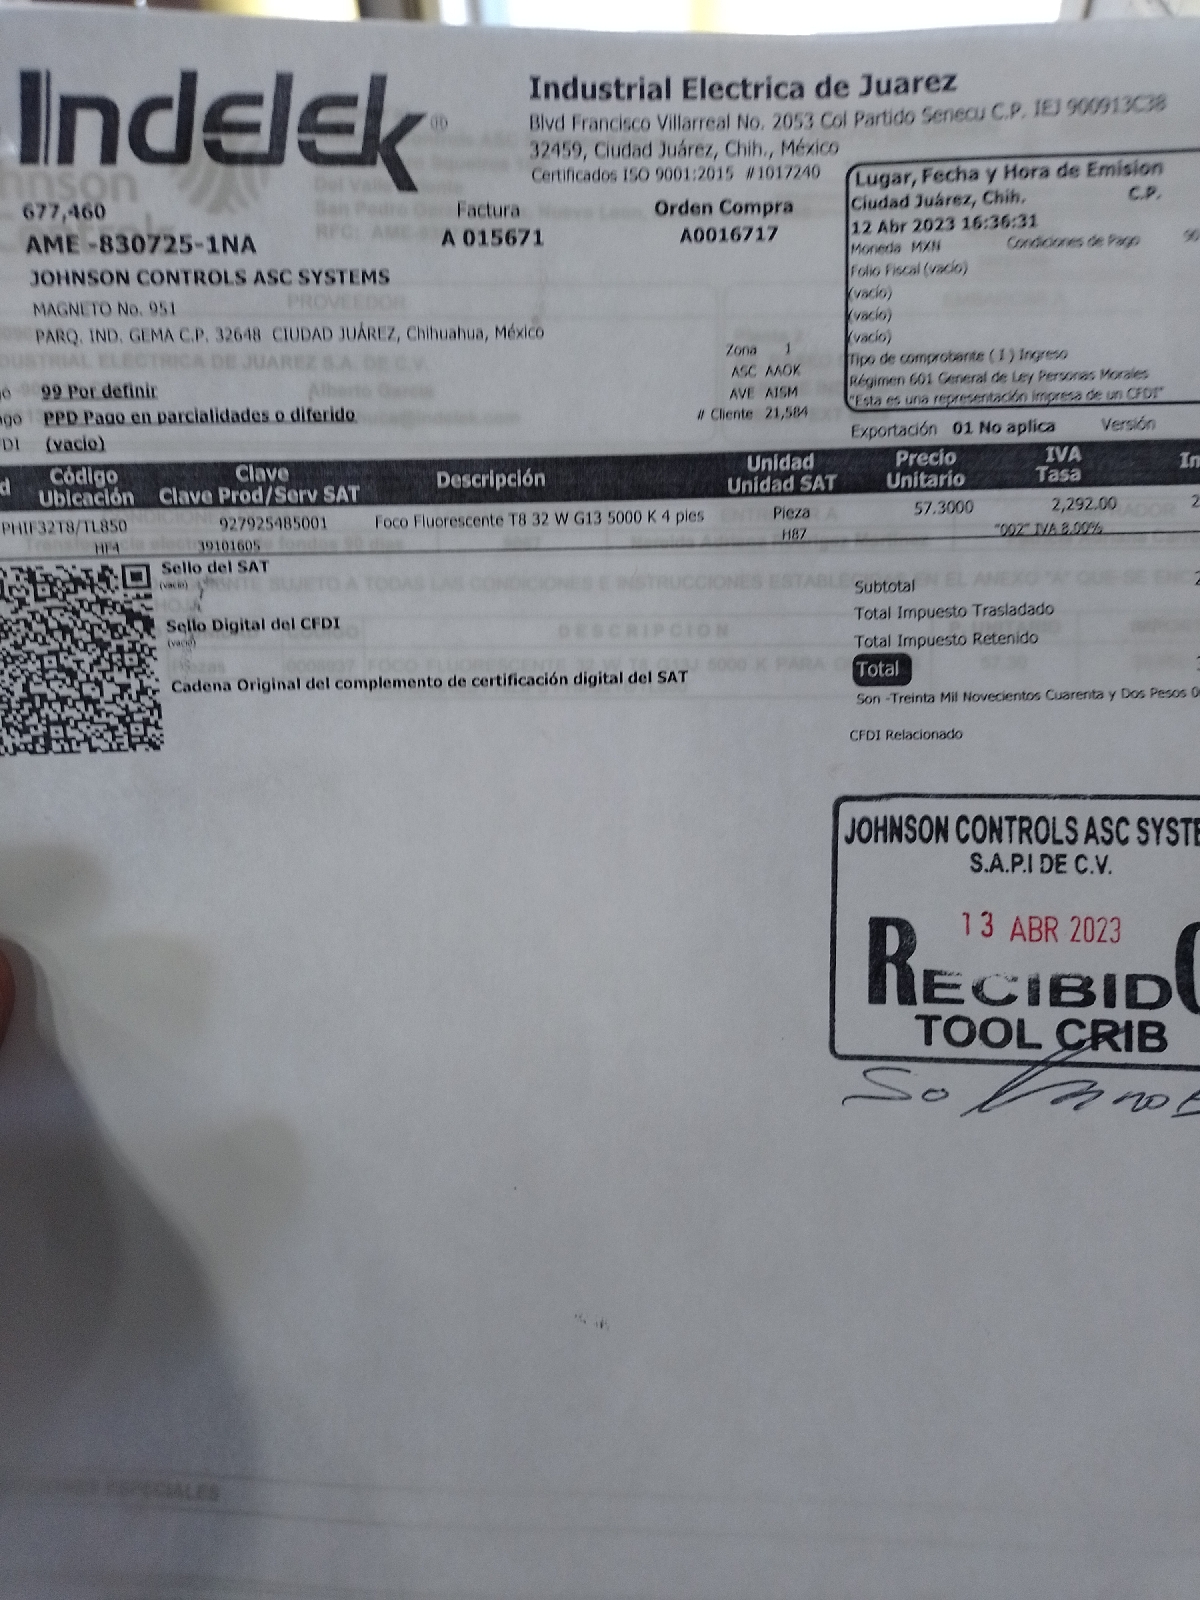 Indelek®
Industrial Electrica de Juarez
Blvd Francisco Villarreal No. 2053 Col Partido Senecu C.P. IEJ 900913C38
32459, Ciudad Juárez, Chih., México
Certificados ISO 9001:2015 #1017240
Lugar, Fecha y Hora de Emision
Ciudad Juárez, Chih. C.P.
12 Abr 2023 16:36:31
Moneda MXN Condiciones de Pago
Folio Fiscal (vacío)
(vacío)
(vacío)
(vacío)
Tipo de comprobante ( I ) Ingreso
Régimen 601 General de Ley Personas Morales
"Esta es una representación impresa de un CFDI"
Exportación 01 No aplica Versión
677,460 Factura Orden Compra
AME -830725-1NA A 015671 A0016717
JOHNSON CONTROLS ASC SYSTEMS
MAGNETO No. 951
PARQ. IND. GEMA C.P. 32648 CIUDAD JUÁREZ, Chihuahua, México
Zona 1
ASC AAOK
AVE AISM
# Cliente 21,584
go 99 Por definir
ago PPD Pago en parcialidades o diferido
FDI (vacio)
d Código Ubicación Clave Clave Prod/Serv SAT Descripción Unidad Unidad SAT Precio Unitario IVA Tasa
PHIF32T8/TL850 927925485001 Foco Fluorescente T8 32 W G13 5000 K 4 pies Pieza 57.3000 2,292.00
HF4 39101605 H87 "002" IVA 8.00%
Sello del SAT
(vacio)
Sello Digital del CFDI
(vacio)
Cadena Original del complemento de certificación digital del SAT
Subtotal
Total Impuesto Trasladado
Total Impuesto Retenido
Total
Son -Treinta Mil Novecientos Cuarenta y Dos Pesos
CFDI Relacionado
JOHNSON CONTROLS ASC SYSTE
S.A.P.I DE C.V.
13 ABR 2023
RECIBIDO
TOOL CRIB